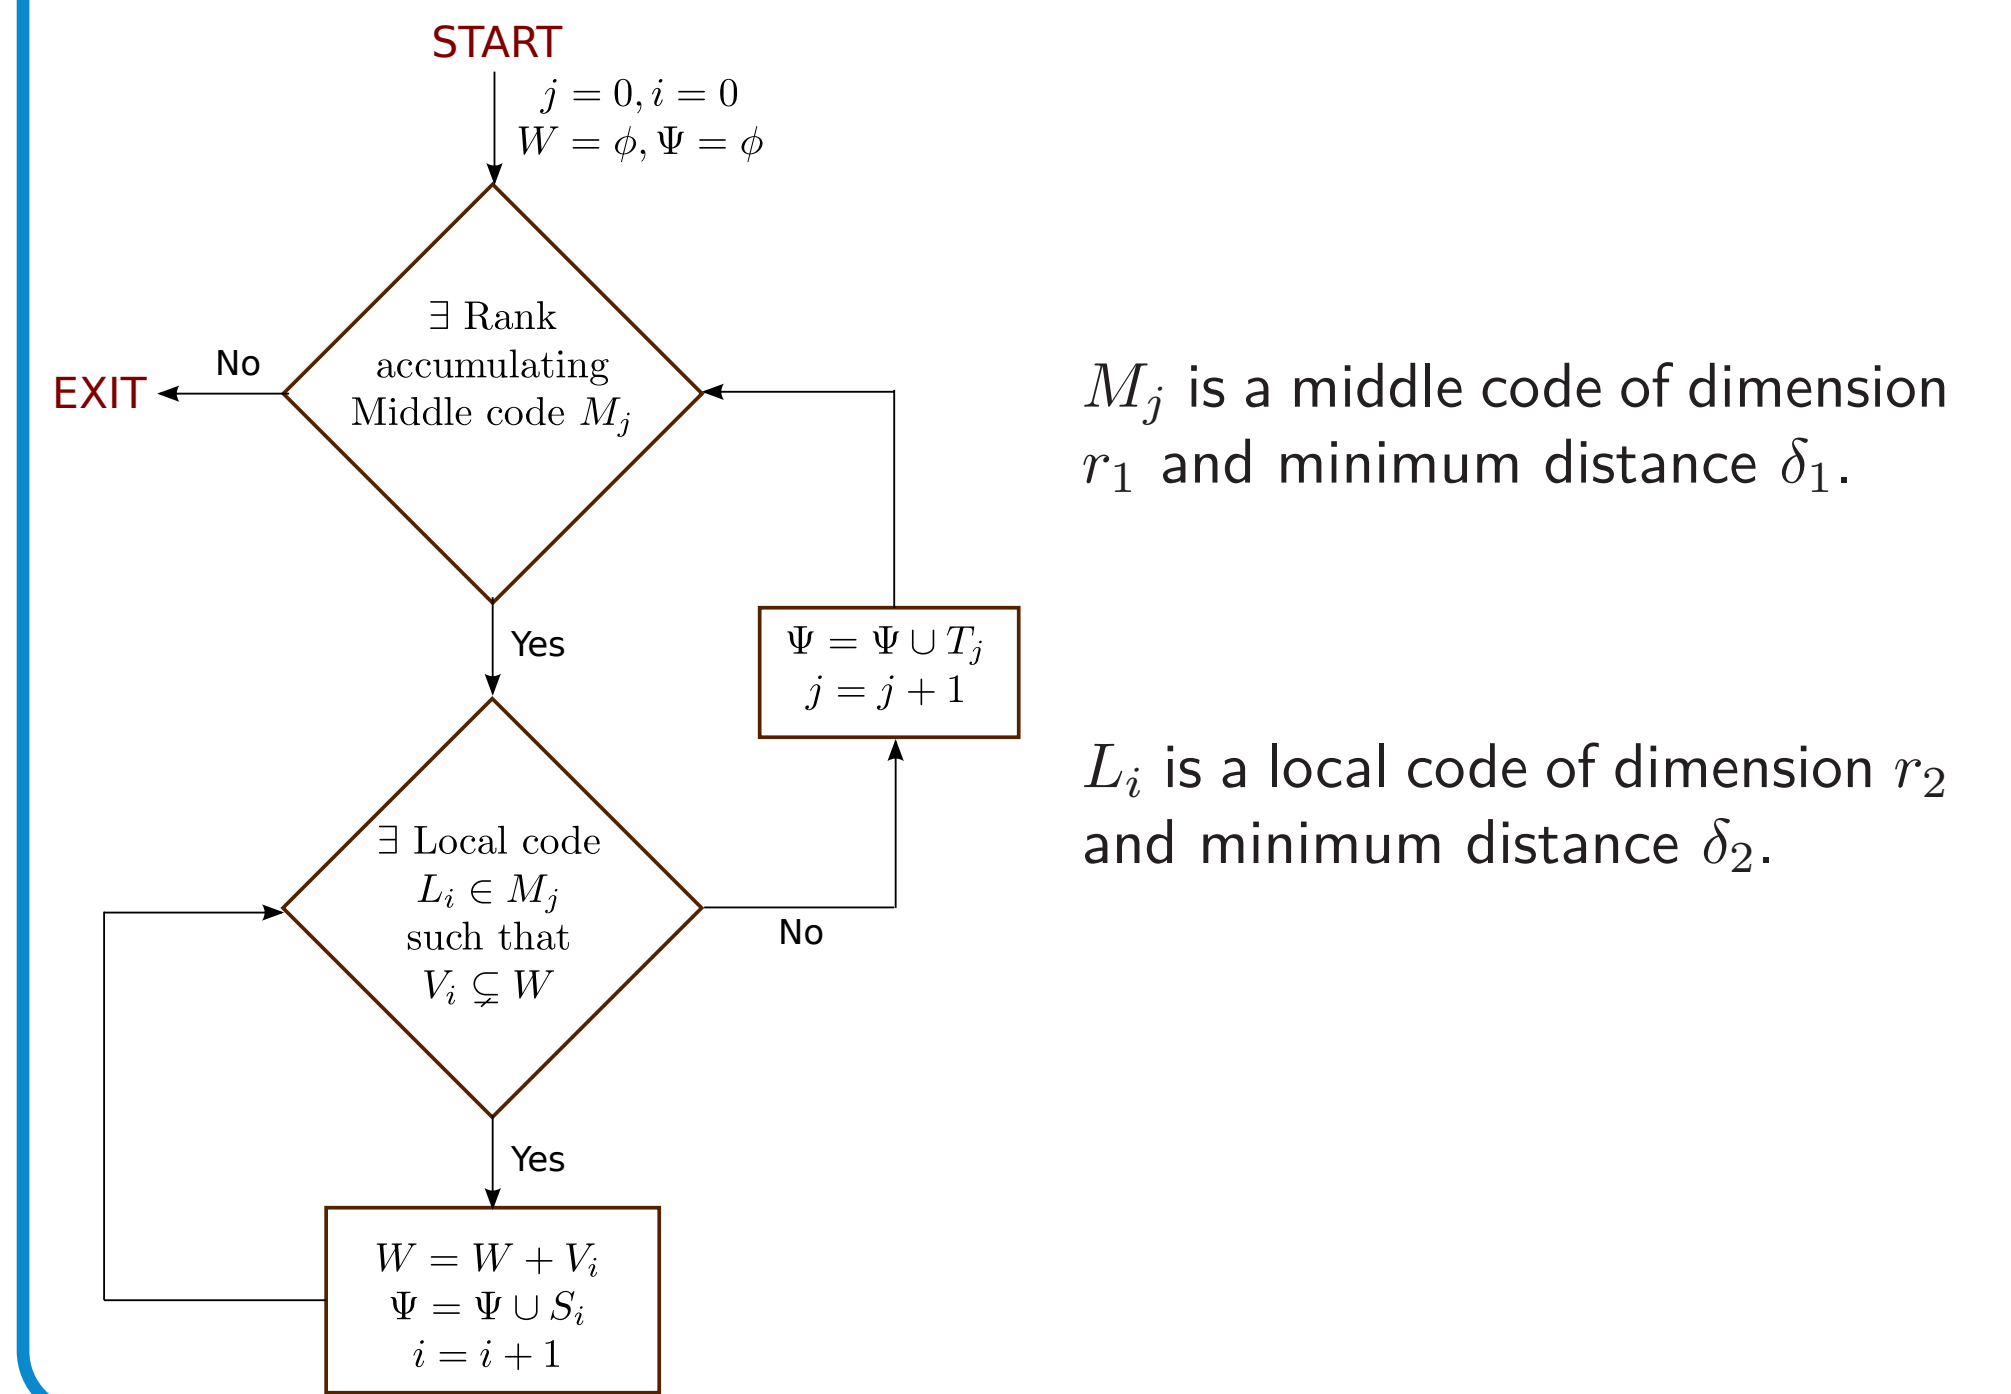 START
j = 0, i = 0
W = ϕ, Ψ = ϕ
∃ Rank
accumulating
Middle code M_j
No
EXIT
Yes
Ψ = Ψ ∪ T_j
j = j + 1
∃ Local code
L_i ∈ M_j
such that
V_i ⊊ W
No
Yes
W = W + V_i
Ψ = Ψ ∪ S_i
i = i + 1
M_j is a middle code of dimension
r_1 and minimum distance δ_1.
L_i is a local code of dimension r_2
and minimum distance δ_2.